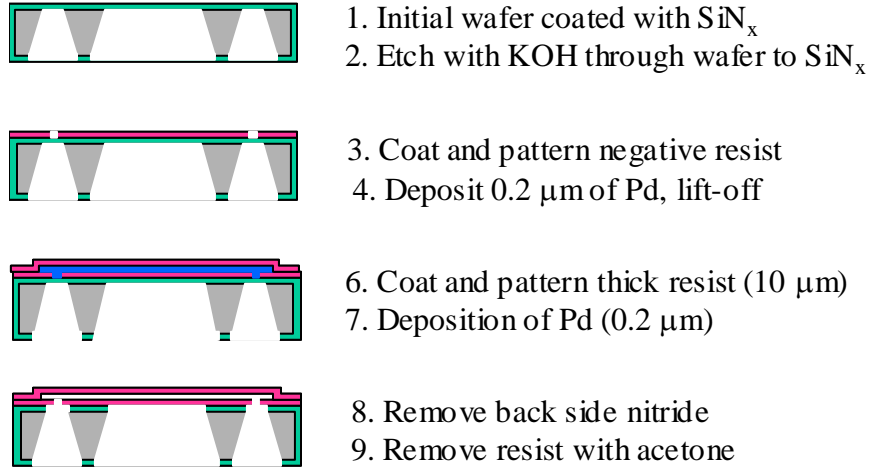 1. Initial wafer coated with SiNx
2. Etch with KOH through wafer to SiNx
3. Coat and pattern negative resist
4. Deposit 0.2 μm of Pd, lift-off
6. Coat and pattern thick resist (10 μm)
7. Deposition of Pd (0.2 μm)
8. Remove back side nitride
9. Remove resist with acetone